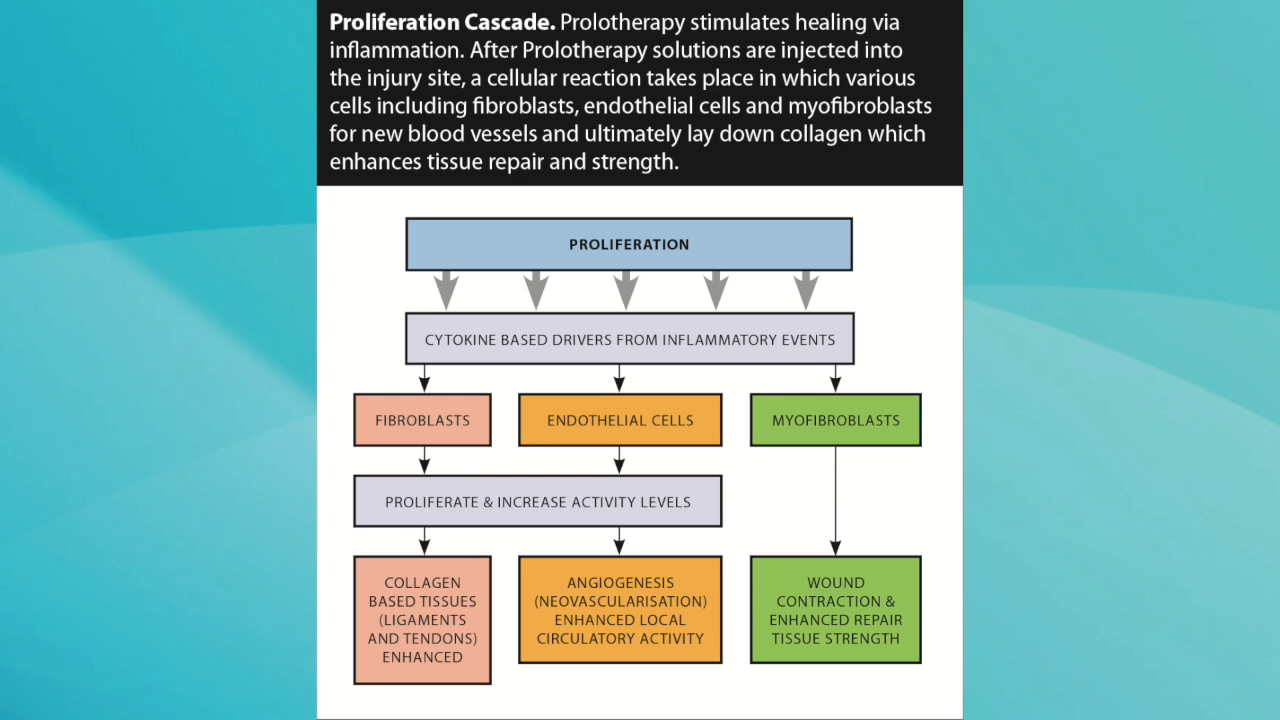 Proliferation Cascade. Prolotherapy stimulates healing via
inflammation. After Prolotherapy solutions are injected into
the injury site, a cellular reaction takes place in which various
cells including fibroblasts, endothelial cells and myofibroblasts
for new blood vessels and ultimately lay down collagen which
enhances tissue repair and strength.
PROLIFERATION
CYTOKINE BASED DRIVERS FROM INFLAMMATORY EVENTS
FIBROBLASTS
ENDOTHELIAL CELLS
MYOFIBROBLASTS
PROLIFERATE & INCREASE ACTIVITY LEVELS
COLLAGEN
BASED TISSUES
(LIGAMENTS
AND TENDONS)
ENHANCED
ANGIOGENESIS
(NEOVASCULARISATION)
ENHANCED LOCAL
CIRCULATORY ACTIVITY
WOUND
CONTRACTION &
ENHANCED REPAIR
TISSUE STRENGTH